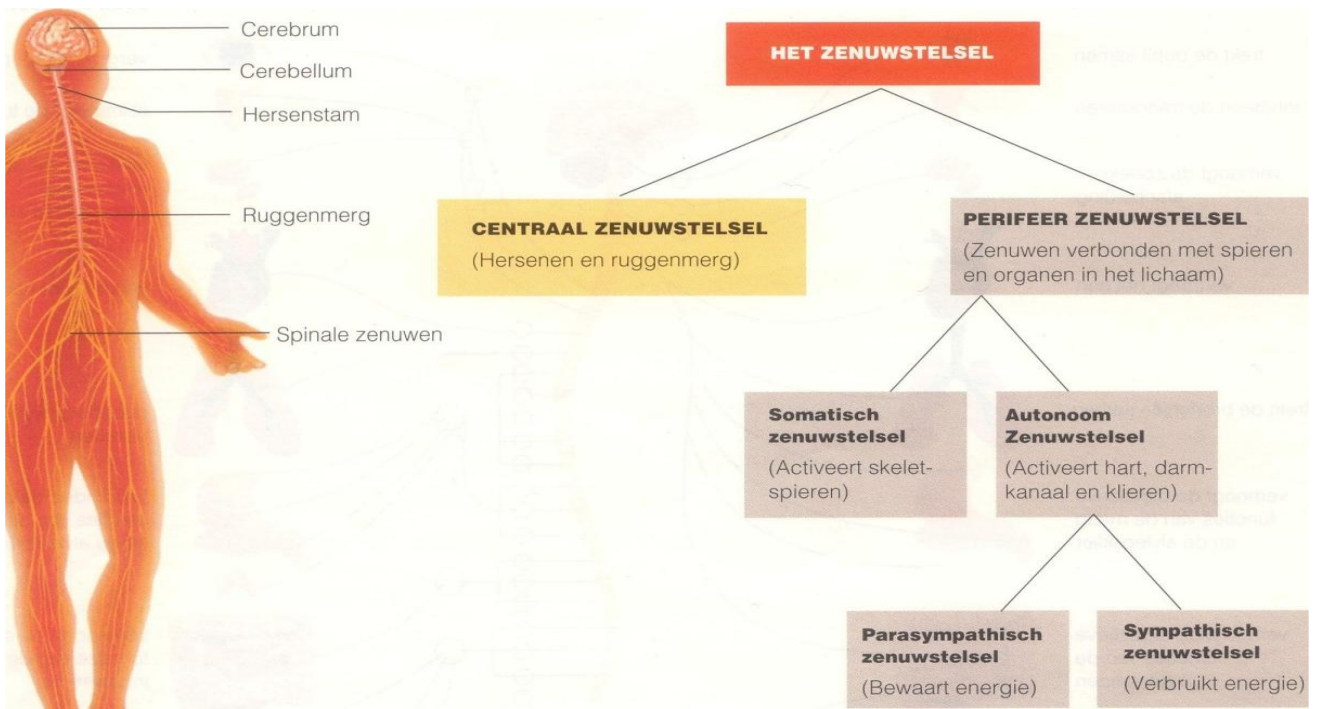 Cerebrum
Cerebellum
Hersenstam
Ruggenmerg
Spinale zenuwen
HET ZENUWSTELSEL
CENTRAAL ZENUWSTELSEL
(Hersenen en ruggenmerg)
PERIFEER ZENUWSTELSEL
(Zenuwen verbonden met spieren
en organen in het lichaam)
Somatisch
zenuwstelsel
(Activeert skelet-
spieren)
Autonoom
Zenuwstelsel
(Activeert hart, darm-
kanaal en klieren)
Parasympathisch
zenuwstelsel
(Bewaart energie)
Sympathisch
zenuwstelsel
(Verbruikt energie)